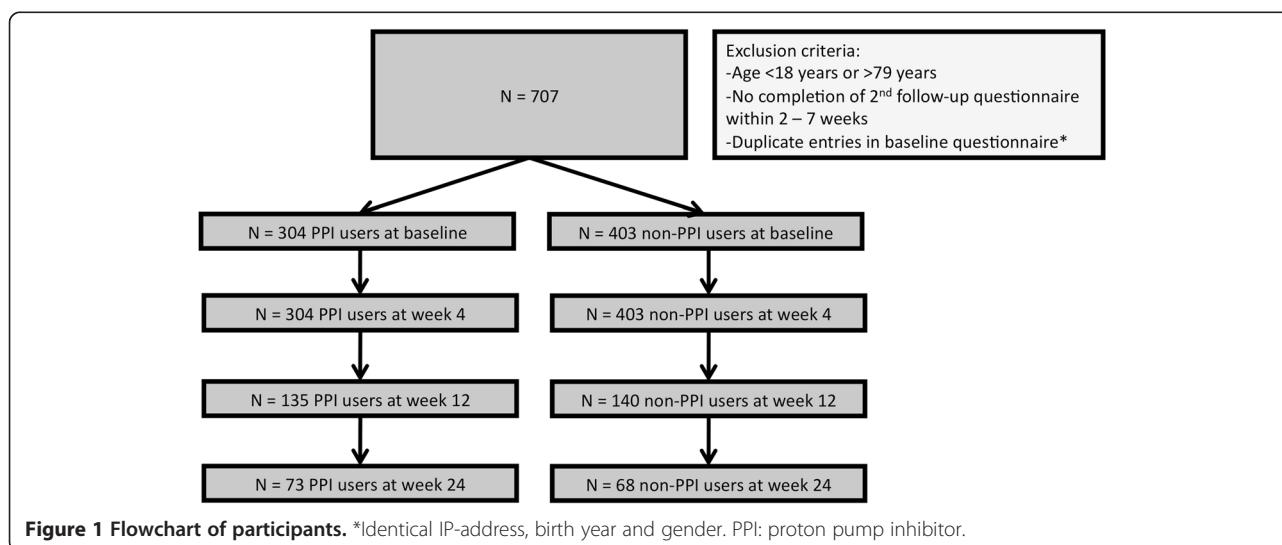 N = 707
Exclusion criteria:
-Age <18 years or >79 years
-No completion of 2nd follow-up questionnaire
within 2 – 7 weeks
-Duplicate entries in baseline questionnaire*
N = 304 PPI users at baseline
N = 403 non-PPI users at baseline
N = 304 PPI users at week 4
N = 403 non-PPI users at week 4
N = 135 PPI users at week 12
N = 140 non-PPI users at week 12
N = 73 PPI users at week 24
N = 68 non-PPI users at week 24
Figure 1 Flowchart of participants. *Identical IP-address, birth year and gender. PPI: proton pump inhibitor.